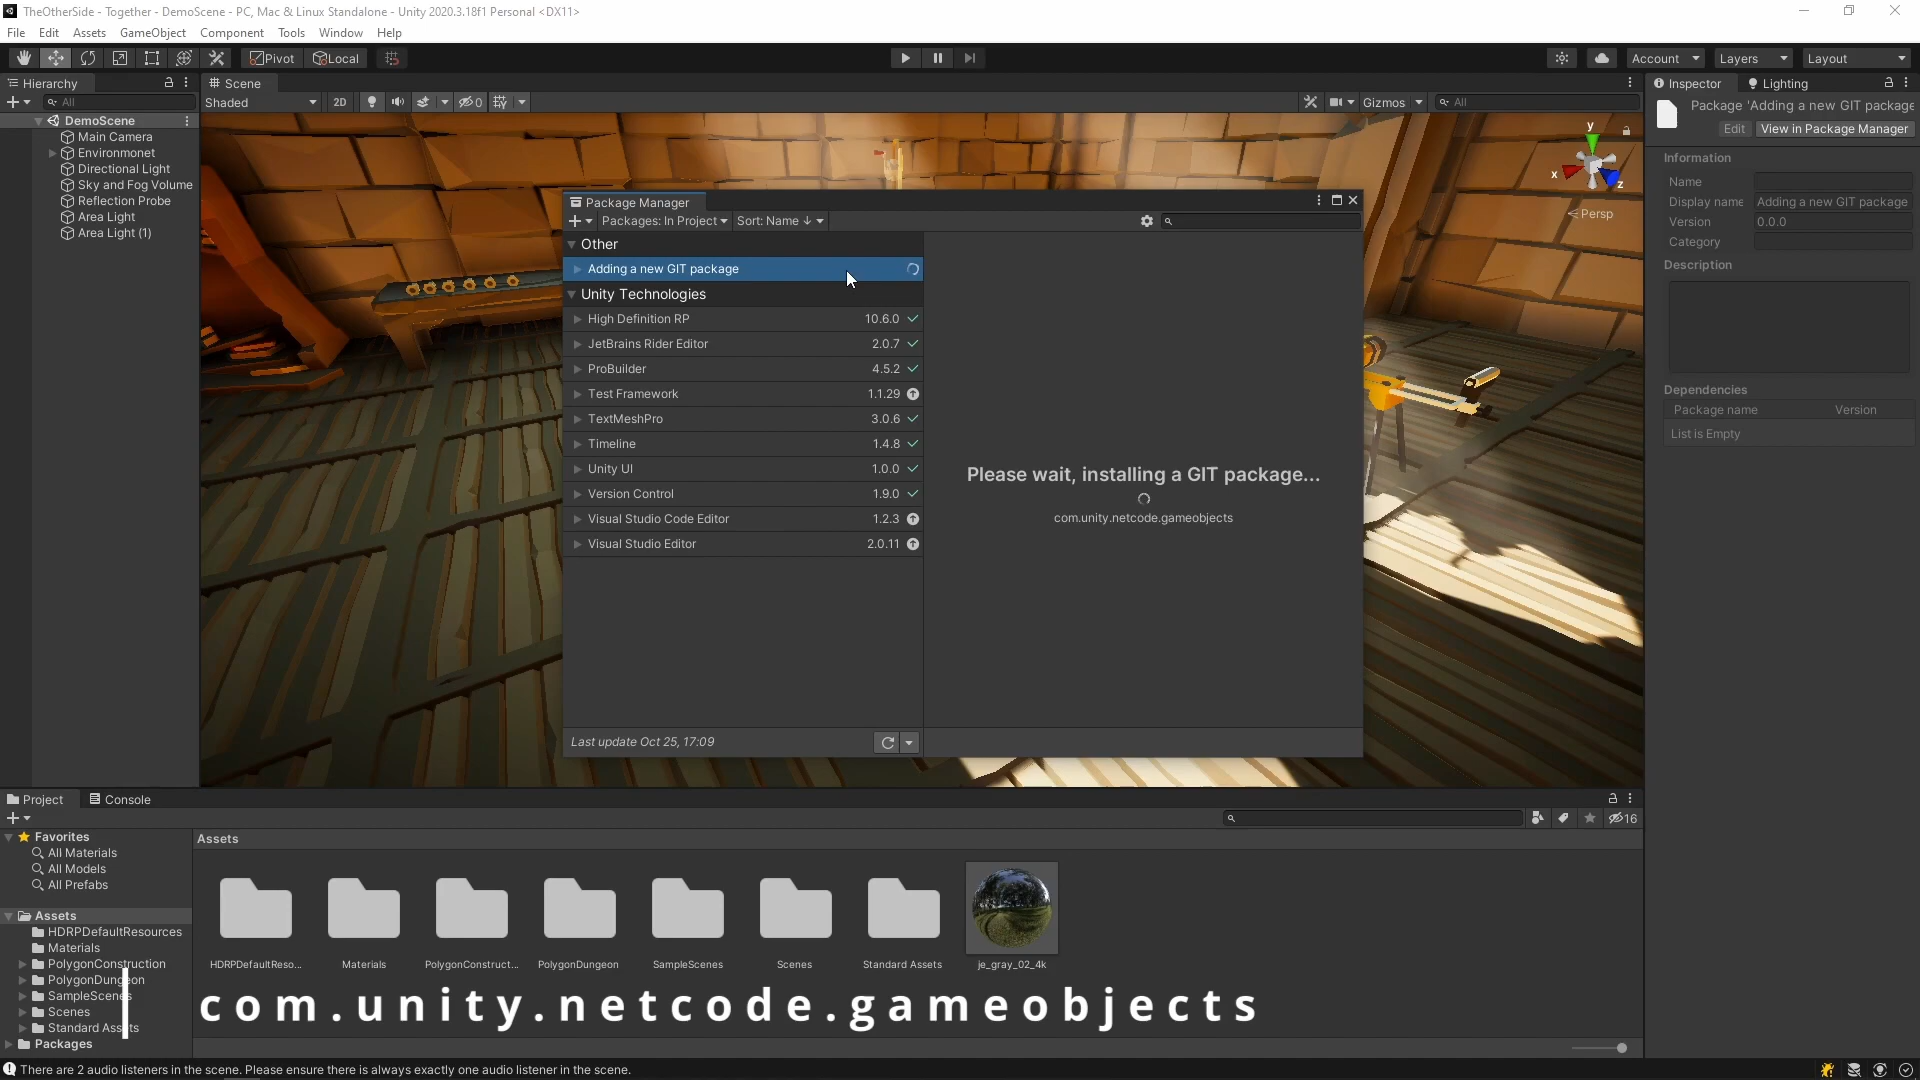 TheOtherSide - Together - DemoScene - PC, Mac & Linux Standalone - Unity 2020.3.18f1 Personal <DX11>
File Edit Assets GameObject Component Tools Window Help
Pivot Local Account Layers Layout
Hierarchy
All
DemoScene
Main Camera
Environmonet
Directional Light
Sky and Fog Volume
Reflection Probe
Area Light
Area Light (1)
Scene
Shaded 2D 0 Gizmos All
y
x
z
Persp
Package Manager
Packages: In Project Sort: Name ↓
Other
Adding a new GIT package
Unity Technologies
High Definition RP 10.6.0
JetBrains Rider Editor 2.0.7
ProBuilder 4.5.2
Test Framework 1.1.29
TextMeshPro 3.0.6
Timeline 1.4.8
Unity UI 1.0.0
Version Control 1.9.0
Visual Studio Code Editor 1.2.3
Visual Studio Editor 2.0.11
Last update Oct 25, 17:09
Please wait, installing a GIT package...
com.unity.netcode.gameobjects
Inspector Lighting
Package 'Adding a new GIT package
Edit View in Package Manager
Information
Name
Display name Adding a new GIT package
Version 0.0.0
Category
Description
Dependencies
Package name Version
List is Empty
Project Console
16
Favorites
All Materials
All Models
All Prefabs
Assets
HDRPDefaultResources
Materials
PolygonConstruction
PolygonDungeon
SampleScenes
Scenes
Standard Assets
Packages
Assets
HDRPDefaultReso...
Materials
PolygonConstruct...
PolygonDungeon
SampleScenes
Scenes
Standard Assets
je_gray_02_4k
com.unity.netcode.gameobjects
There are 2 audio listeners in the scene. Please ensure there is always exactly one audio listener in the scene.